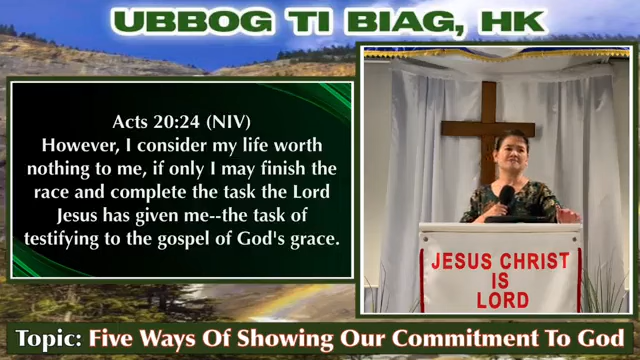 UBBOG TI BIAG, HK
Acts 20:24 (NIV)
However, I consider my life worth
nothing to me, if only I may finish the
race and complete the task the Lord
Jesus has given me--the task of
testifying to the gospel of God's grace.
JESUS CHRIST
IS
LORD
Topic: Five Ways Of Showing Our Commitment To God